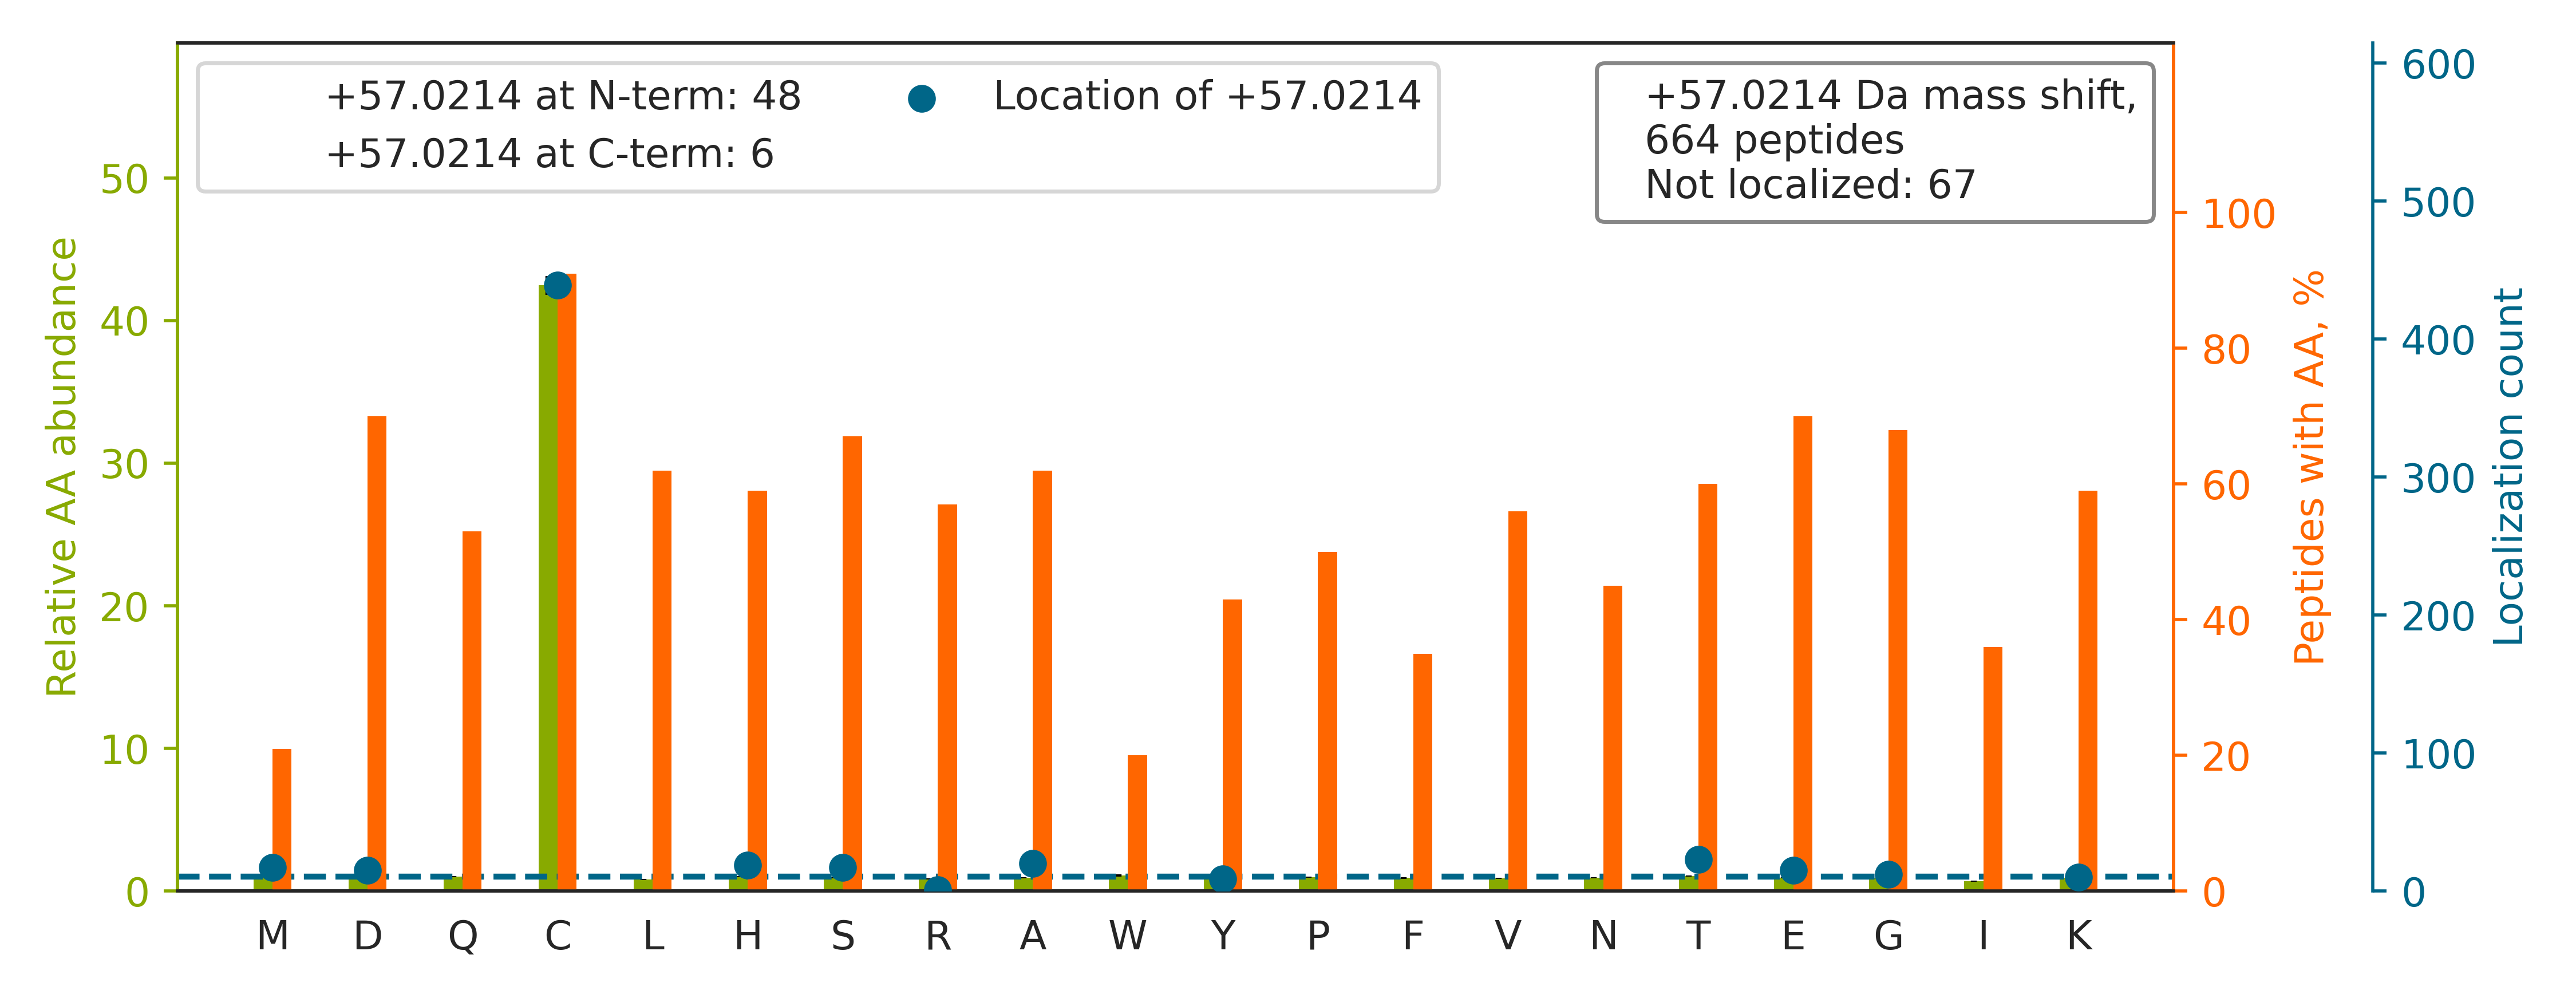 +57.0214 at N-term: 48
+57.0214 at C-term: 6
Location of +57.0214
+57.0214 Da mass shift,
664 peptides
Not localized: 67
Relative AA abundance
50
40
30
20
10
0
M D Q C L H S R A W Y P F V N T E G I K
100
80
60
40
20
0
Peptides with AA, %
600
500
400
300
200
100
0
Localization count